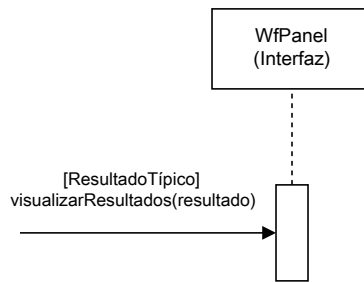 WfPanel
(Interfaz)
[ResultadoTípico]
visualizarResultados(resultado)